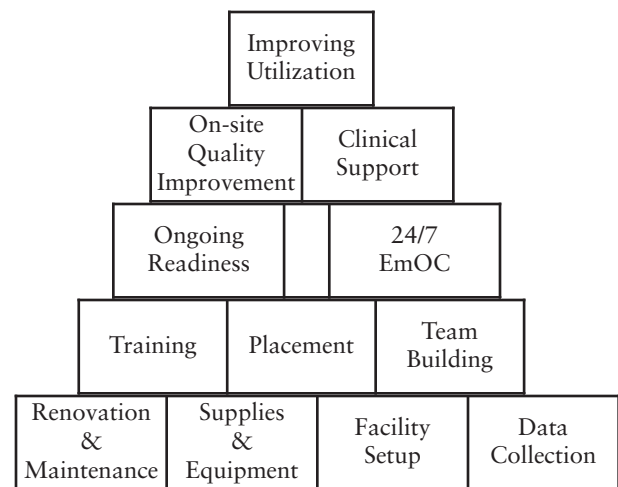 Improving
Utilization
On-site
Quality
Improvement
Clinical
Support
Ongoing
Readiness
24/7
EmOC
Training
Placement
Team
Building
Renovation
&
Maintenance
Supplies
&
Equipment
Facility
Setup
Data
Collection